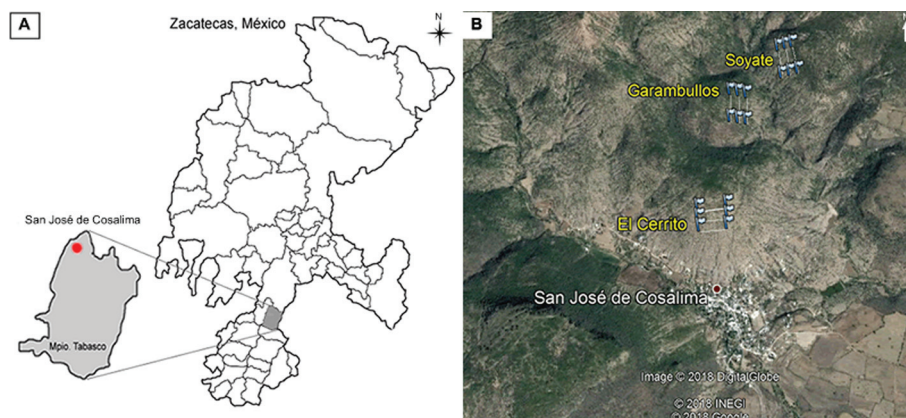 A
Zacatecas, México
N
San José de Cosalima
Mpio. Tabasco
B
Soyate
Garambullos
El Cerrito
San José de Cosalima
Image © 2018 DigitalGlobe
© 2018 INEGI
© 2018 Google